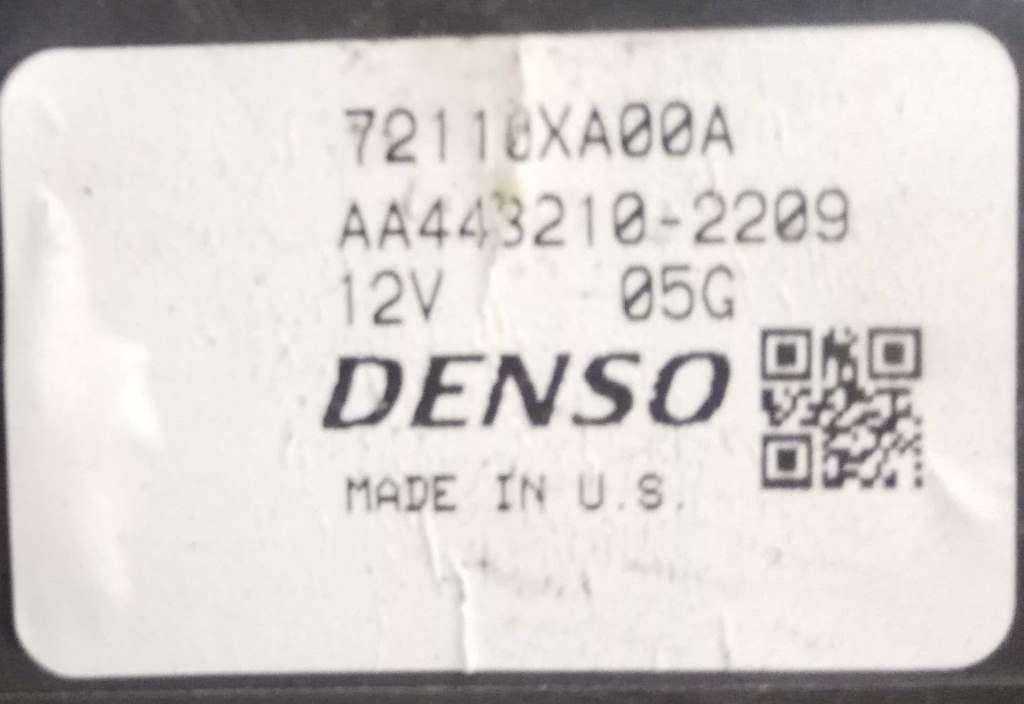 72110XA00A
AA443210-2209
12V 05G
DENSO
MADE IN U.S.